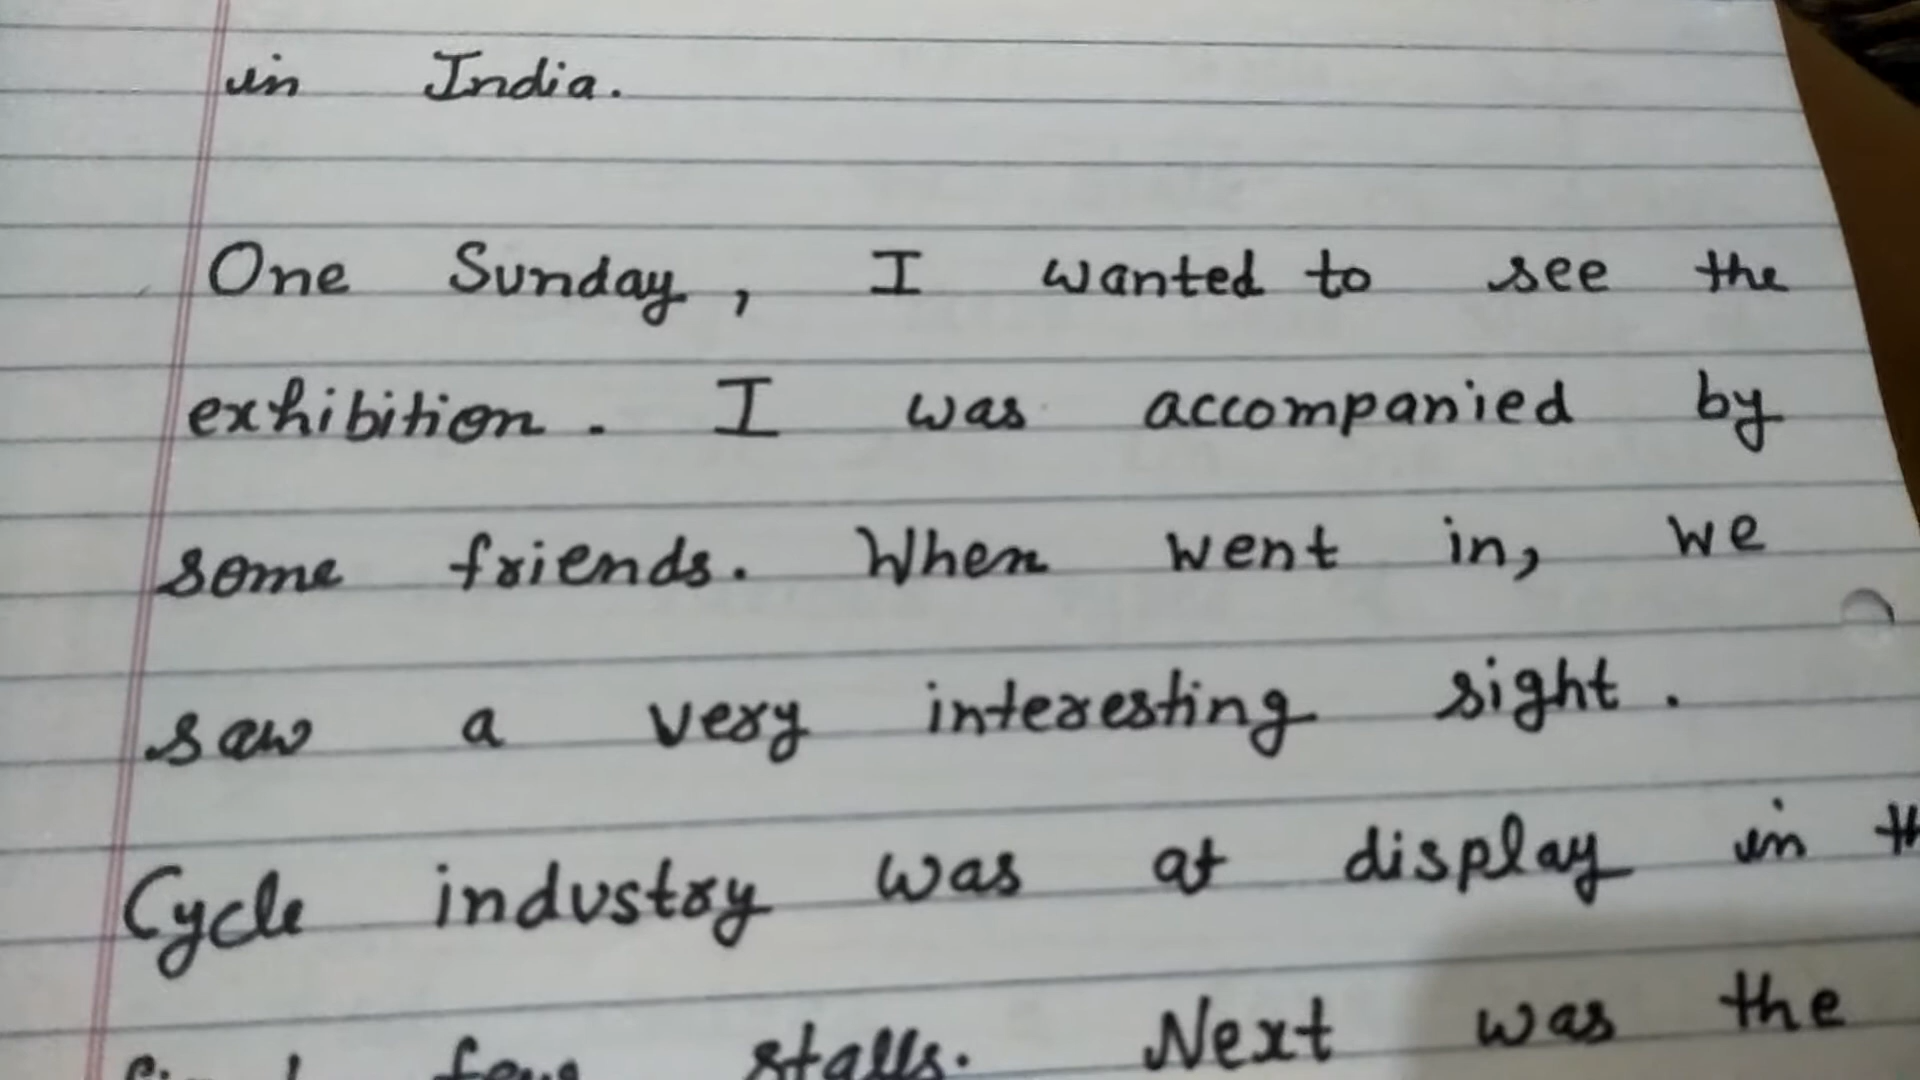 in India.
One Sunday, I wanted to see the
exhibition. I was accompanied by
some friends. When went in, we
saw a very interesting sight.
Cycle industry was at display in
few stalls. Next was the